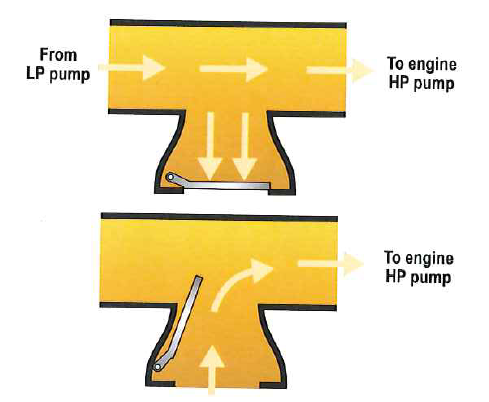 From
LP pump
To engine
HP pump
To engine
HP pump